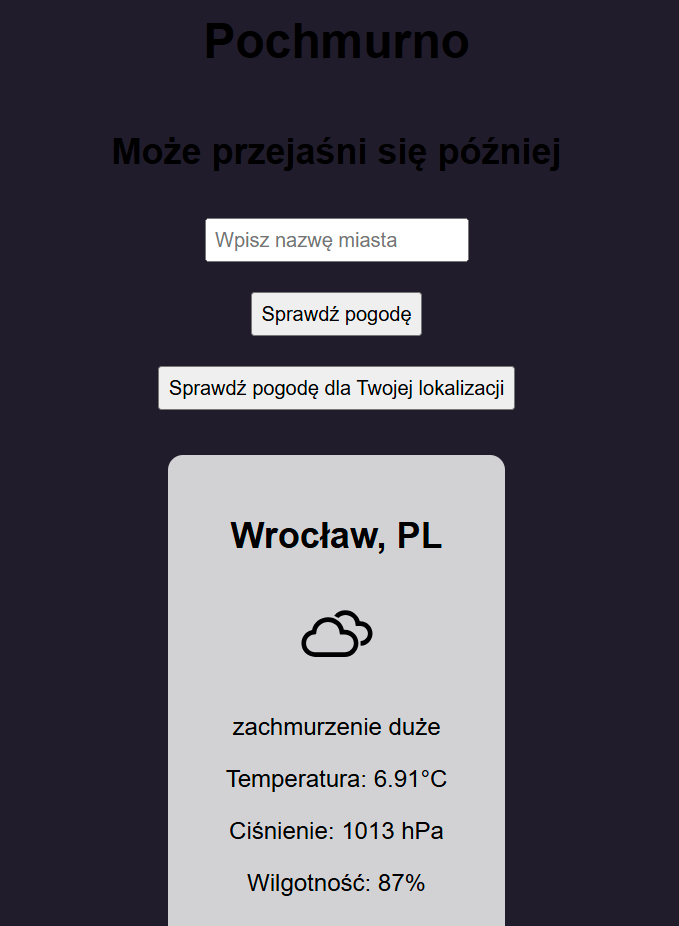 Pochmurno
Może przejaśni się później
Wpisz nazwę miasta
Sprawdź pogodę
Sprawdź pogodę dla Twojej lokalizacji
Wrocław, PL
zachmurzenie duże
Temperatura: 6.91°C
Ciśnienie: 1013 hPa
Wilgotność: 87%